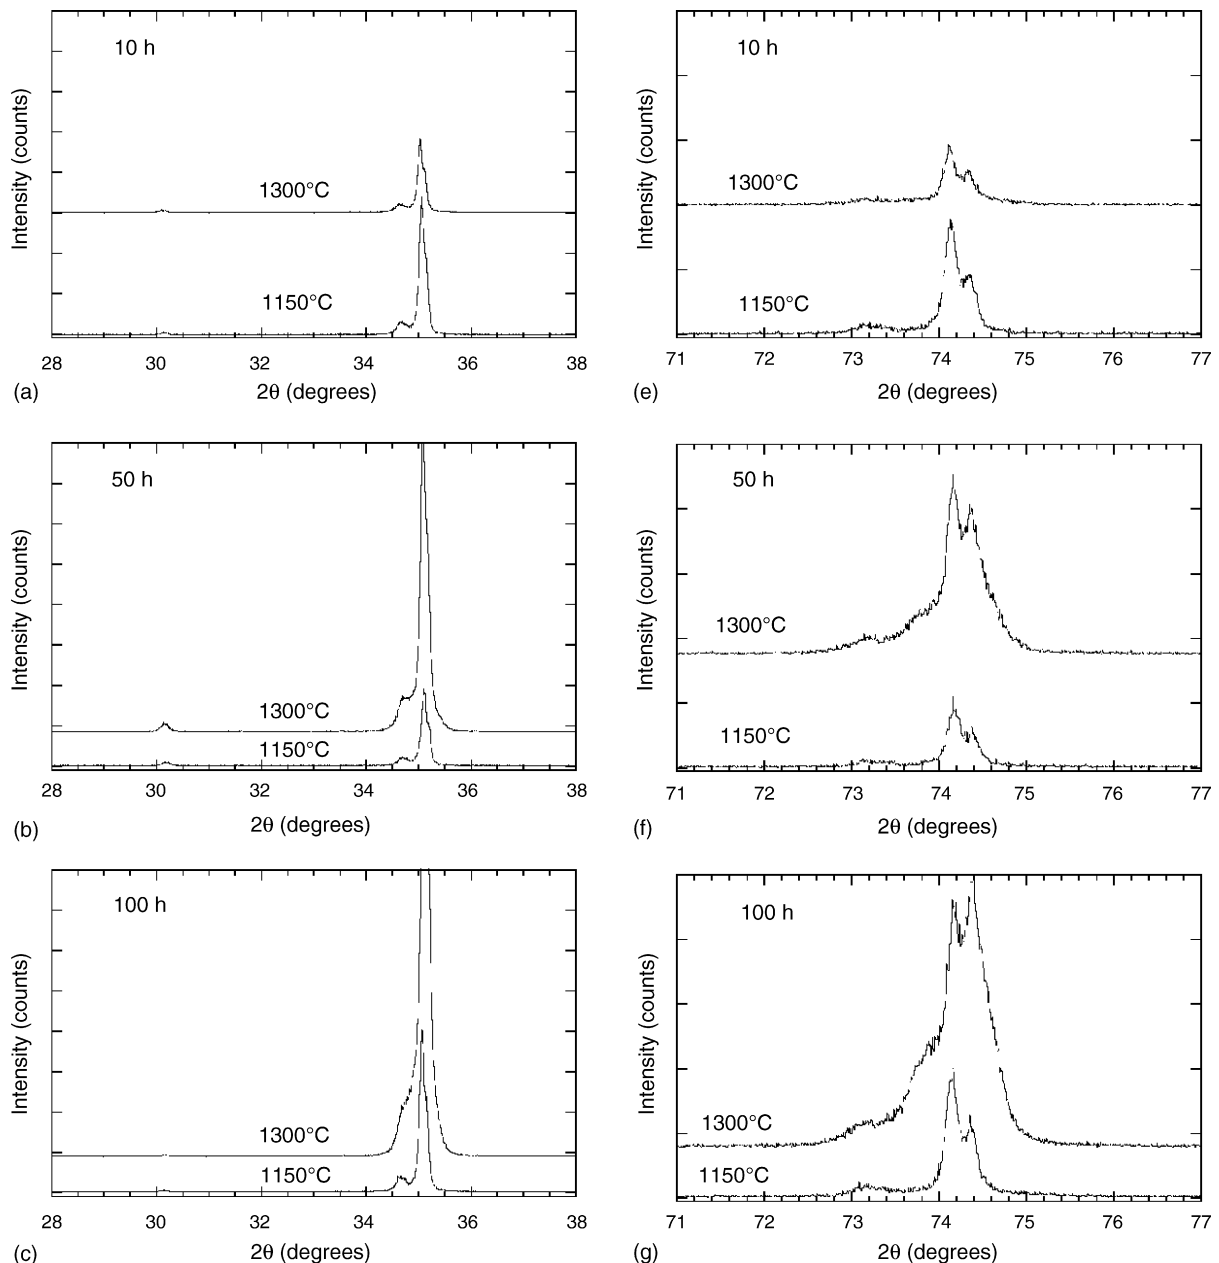 10 h
1300°C
1150°C
Intensity (counts)
28 30 32 34 36 38
2θ (degrees)
(a)
10 h
1300°C
1150°C
Intensity (counts)
71 72 73 74 75 76 77
2θ (degrees)
(e)
50 h
1300°C
1150°C
Intensity (counts)
28 30 32 34 36 38
2θ (degrees)
(b)
50 h
1300°C
1150°C
Intensity (counts)
71 72 73 74 75 76 77
2θ (degrees)
(f)
100 h
1300°C
1150°C
Intensity (counts)
28 30 32 34 36 38
2θ (degrees)
(c)
100 h
1300°C
1150°C
Intensity (counts)
71 72 73 74 75 76 77
2θ (degrees)
(g)